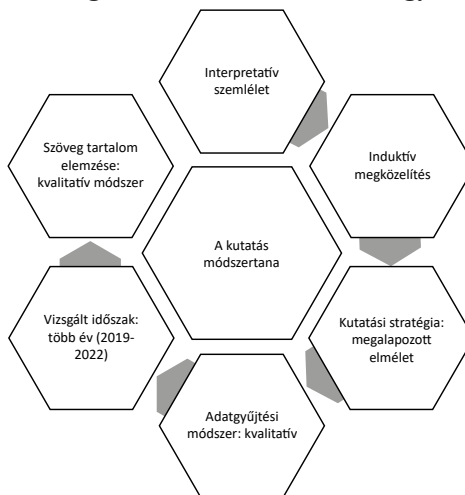 Interpretatív
szemlélet
Induktív
megközelítés
Kutatási stratégia:
megalapozott
elmélet
Adatgyűjtési
módszer: kvalitatív
Vizsgált időszak:
több év (2019-
2022)
Szöveg tartalom
elemzése:
kvalitatív módszer
A kutatás
módszertana